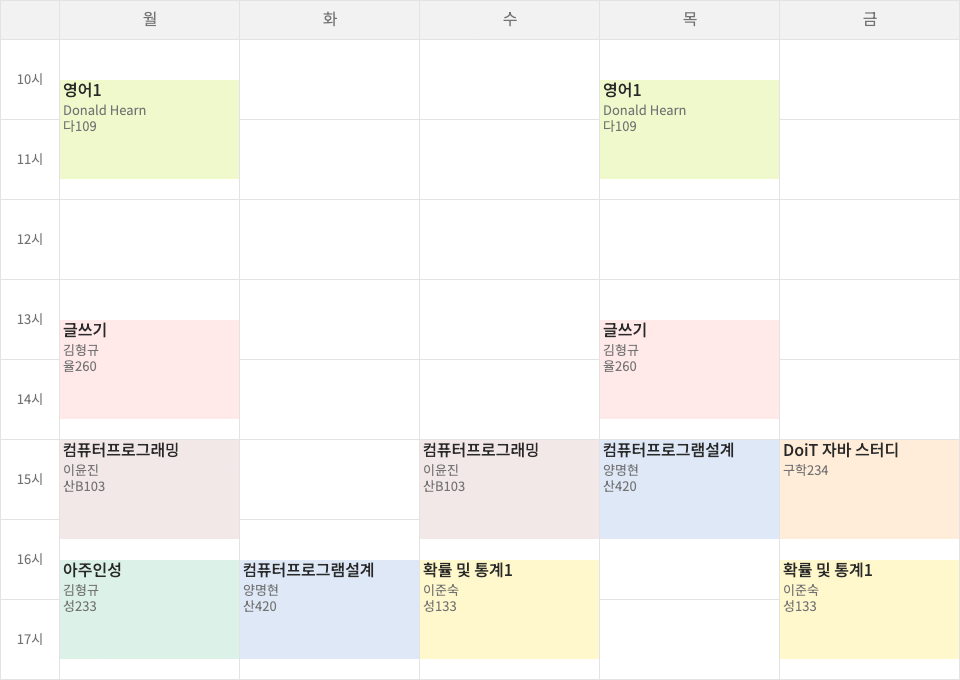 월 화 수 목 금
10시
영어1
Donald Hearn
다109
영어1
Donald Hearn
다109
11시
12시
13시
글쓰기
김형규
율260
글쓰기
김형규
율260
14시
15시
컴퓨터프로그래밍
이윤진
산B103
컴퓨터프로그래밍
이윤진
산B103
컴퓨터프로그램설계
양명현
산420
DoiT 자바 스터디
구학234
16시
아주인성
김형규
성233
컴퓨터프로그램설계
양명현
산420
확률 및 통계1
이준숙
성133
확률 및 통계1
이준숙
성133
17시